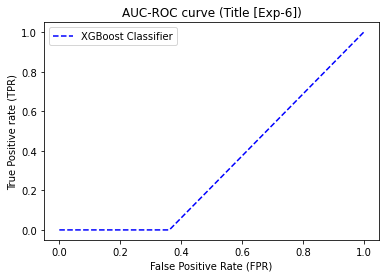 AUC-ROC curve (Title [Exp-6])
XGBoost Classifier
True Positive rate (TPR)
1.0
0.8
0.6
0.4
0.2
0.0
0.0 0.2 0.4 0.6 0.8 1.0
False Positive Rate (FPR)